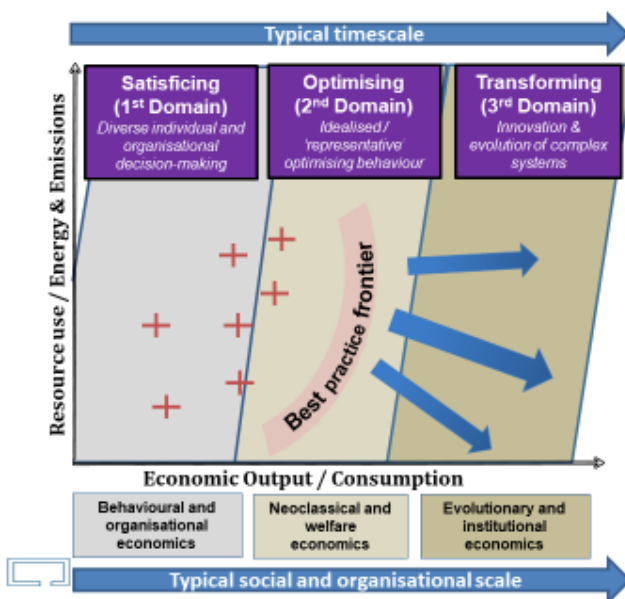 Typical timescale
Satisficing
(1st Domain)
Diverse individual and
organisational
decision-making
Optimising
(2nd Domain)
Idealised /
'representative'
optimising behaviour
Transforming
(3rd Domain)
Innovation &
evolution of complex
systems
Resource use / Energy & Emissions
Best practice frontier
Economic Output / Consumption
Behavioural and
organisational
economics
Neoclassical and
welfare
economics
Evolutionary and
institutional
economics
Typical social and organisational scale